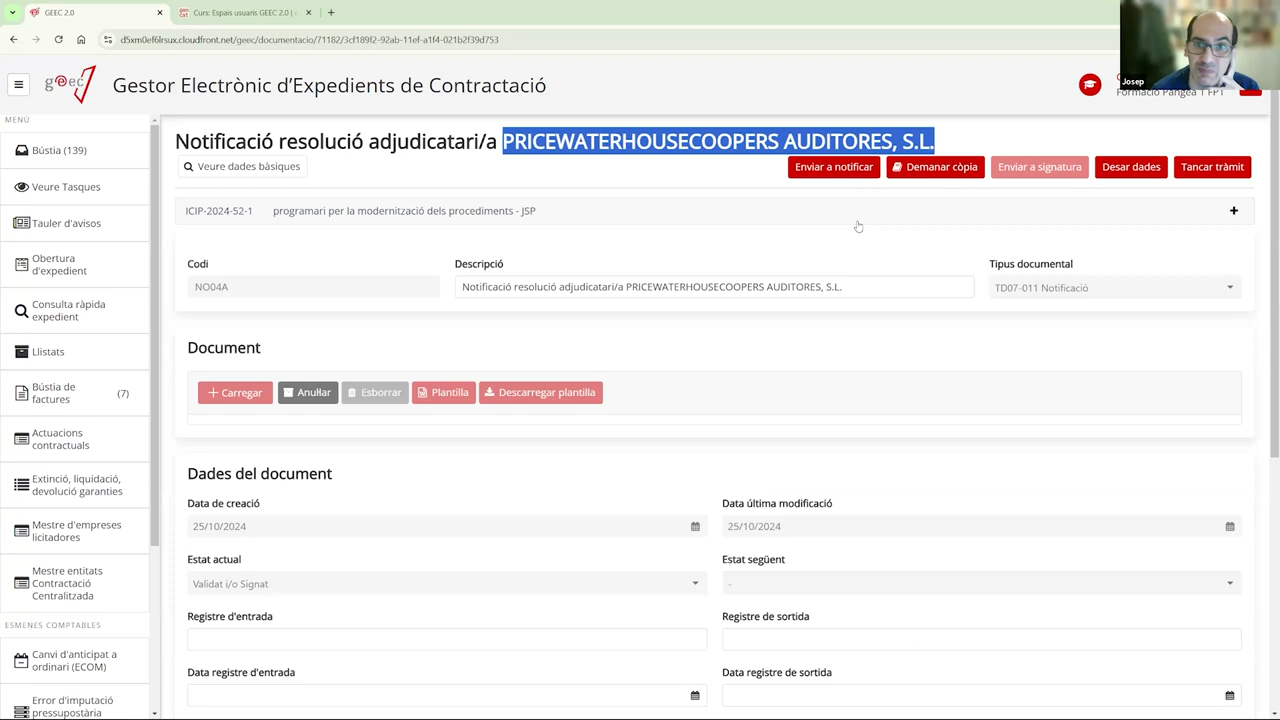 GEEC 2.0
Curs: Espais usuaris GEEC 2.0 | c
d5xm0ef6lrsux.cloudfront.net/geec/documentacio/71182/3cf189f2-92ab-11ef-a1f4-021b2f39d753
Josep
geec
Gestor Electrònic d'Expedients de Contractació
Formació Pangea 1 FPT
MENÚ
Bústia (139)
Veure Tasques
Tauler d'avisos
Obertura
d'expedient
Consulta ràpida
expedient
Llistats
Bústia de
factures
(7)
Actuacions
contractuals
Extinció, liquidació,
devolució garanties
Mestre d'empreses
licitadores
Mestre entitats
Contractació
Centralitzada
ESMENES COMPTABLES
Canvi d'anticipat a
ordinari (ECOM)
Error d'imputació
pressupostària
Notificació resolució adjudicatari/a PRICEWATERHOUSECOOPERS AUDITORES, S.L.
Veure dades bàsiques
Enviar a notificar
Demanar còpia
Enviar a signatura
Desar dades
Tancar tràmit
ICIP-2024-52-1 programari per la modernització dels procediments - JSP
Codi
Descripció
Tipus documental
NO04A
Notificació resolució adjudicatari/a PRICEWATERHOUSECOOPERS AUDITORES, S.L.
TD07-011 Notificació
Document
Carregar
Anul·lar
Esborrar
Plantilla
Descarregar plantilla
Dades del document
Data de creació
Data última modificació
25/10/2024
25/10/2024
Estat actual
Estat següent
Validat i/o Signat
-
Registre d'entrada
Registre de sortida
Data registre d'entrada
Data registre de sortida